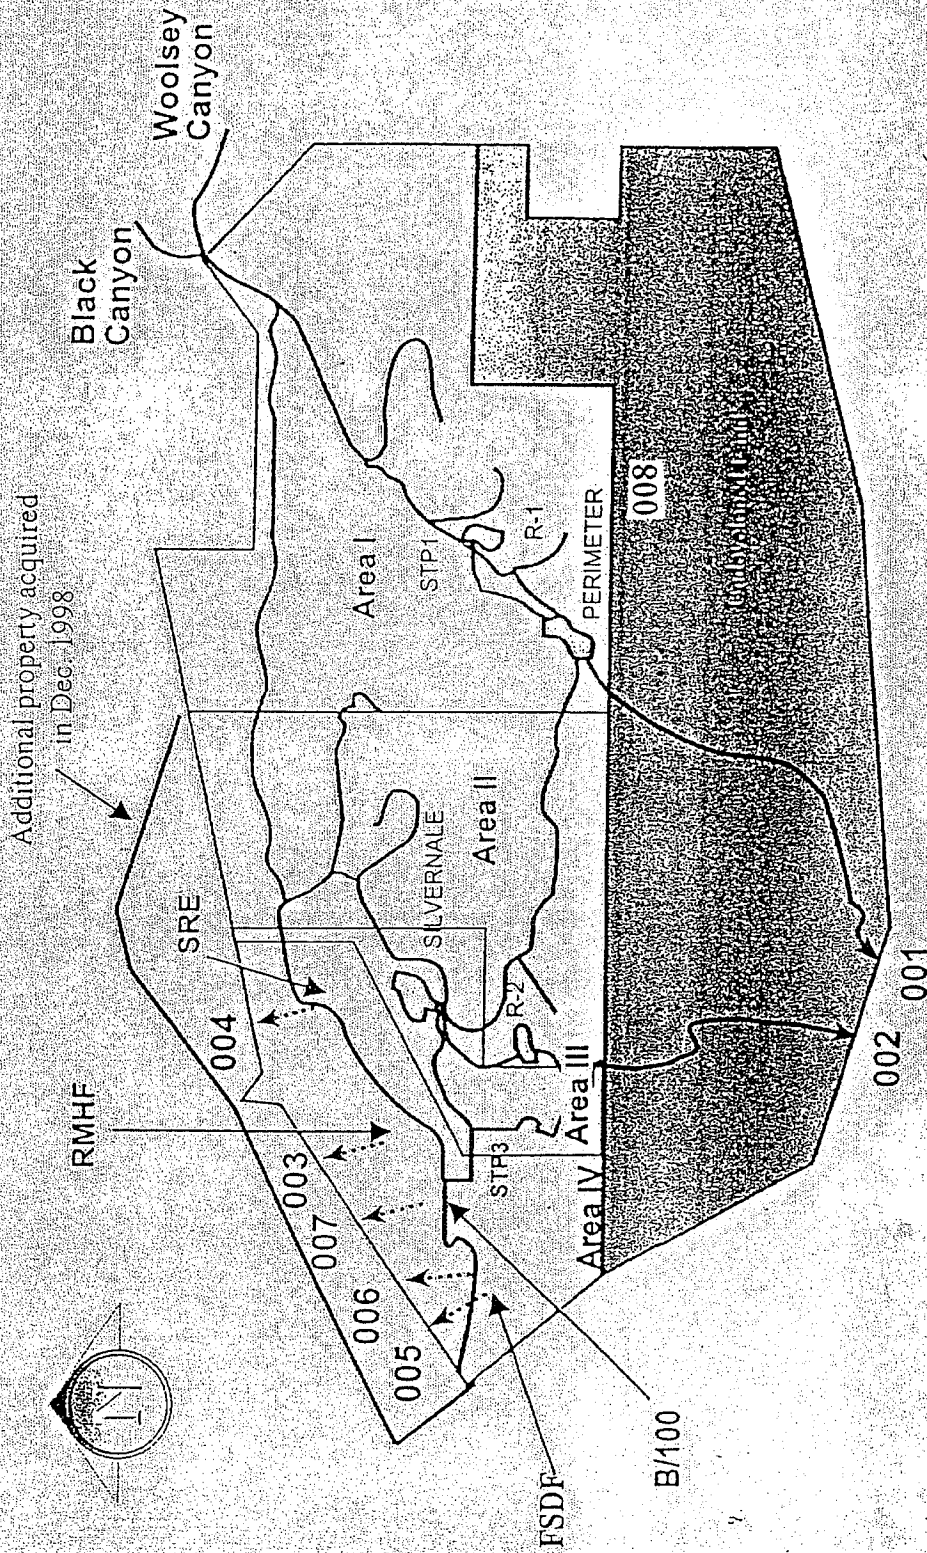 Additional property acquired
in Dec. 1998
Woolsey
Canyon
Black
Canyon
RMHF
SRE
004
003
007
006
005
N
Area I
STP1
R-1
PERIMETER
008
SILVERNALE
Area II
R-2
Area III
STP3
Area IV
FSDF
B/100
002
001